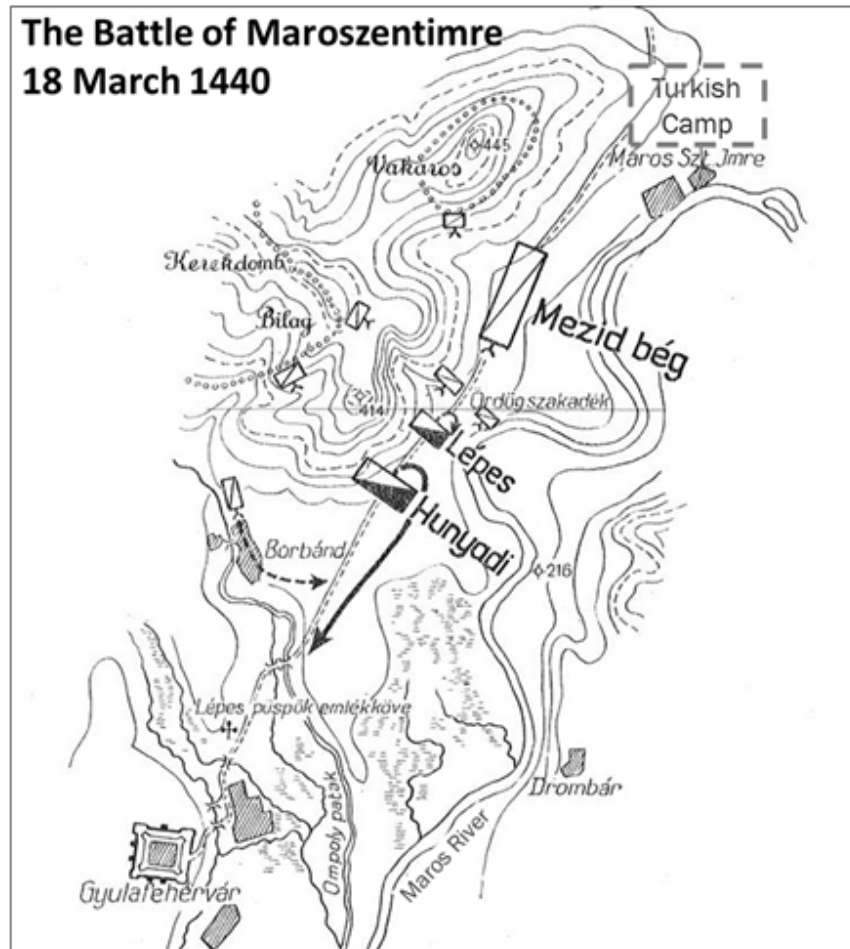 The Battle of Maroszentimre
18 March 1440
Turkish
Camp
Maros Szt Jmre
445
Vakaros
Kerekdomb
Bilag
Mezid bég
414
Ördögszakadék
Lépes
Hunyadi
Borbánd
216
Lépes püspök emlékköve
Drombár
Ompoly patak
Maros River
Gyulafehérvár